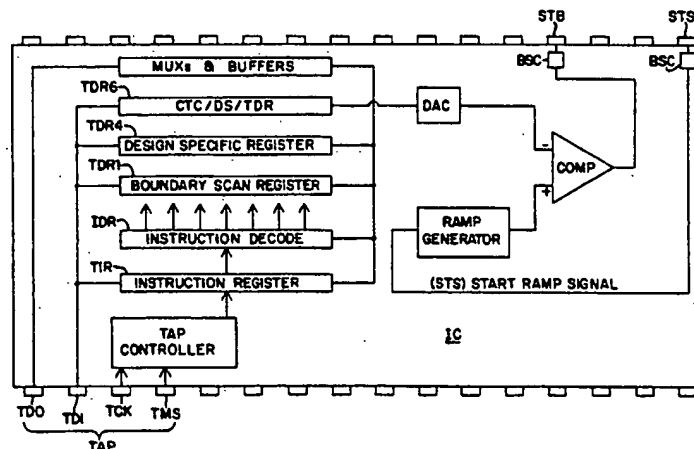 STB
STS
MUXs & BUFFERS
BSC
BSC
TDR6
CTC/DS/TDR
DAC
TDR4
DESIGN SPECIFIC REGISTER
-
COMP
+
TDR1
BOUNDARY SCAN REGISTER
IDR
INSTRUCTION DECODE
RAMP
GENERATOR
TIR
INSTRUCTION REGISTER
(STS) START RAMP SIGNAL
TAP
CONTROLLER
IC
TDO
TDI
TCK
TMS
TAP